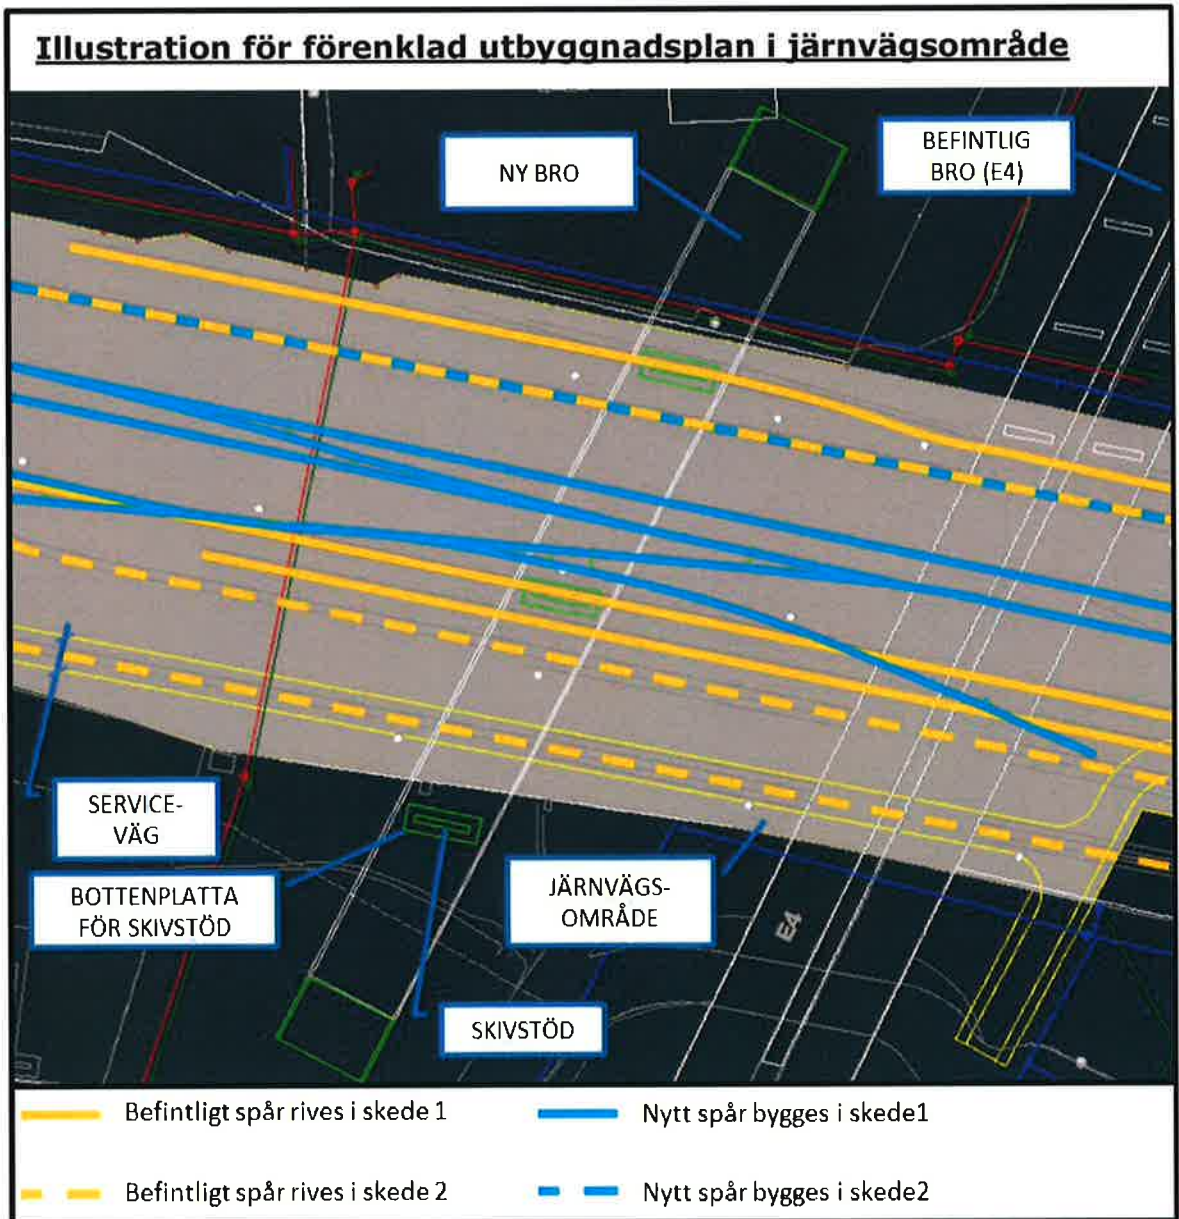 Illustration för förenklad utbyggnadsplan i järnvägsområde
NY BRO
BEFINTLIG
BRO (E4)
SERVICE-
VÄG
BOTTENPLATTA
FÖR SKIVSTÖD
JÄRNVÄGS-
OMRÅDE
E4
SKIVSTÖD
Befintligt spår rives i skede 1
Nytt spår bygges i skede1
Befintligt spår rives i skede 2
Nytt spår bygges i skede2